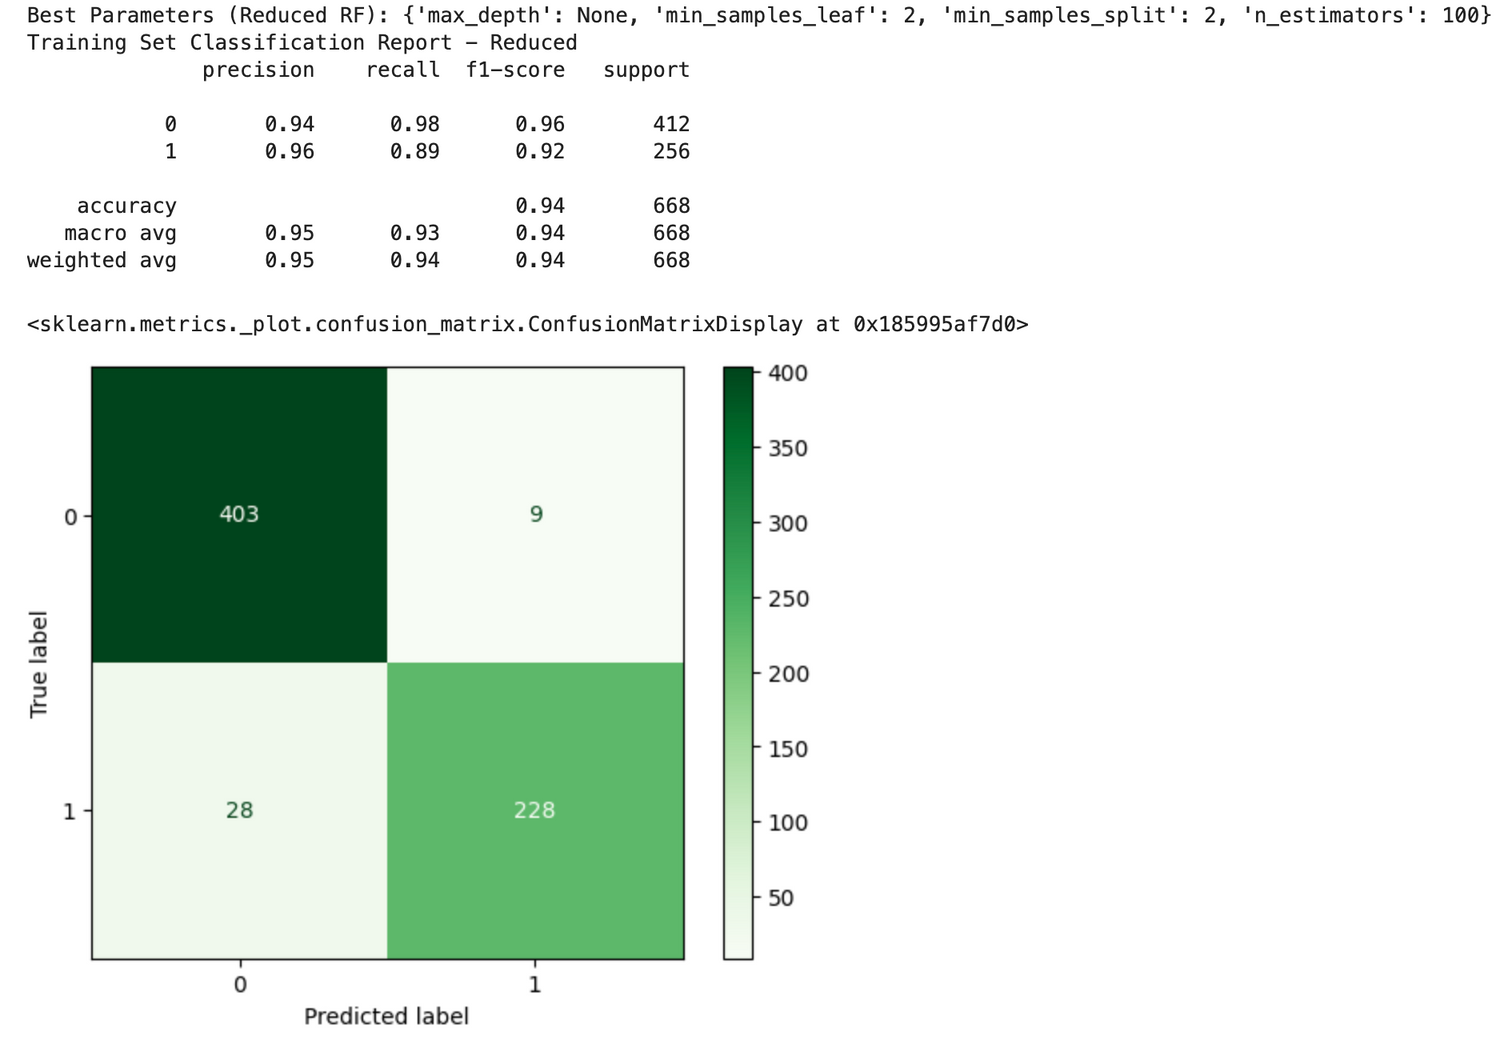 Best Parameters (Reduced RF): {'max_depth': None, 'min_samples_leaf': 2, 'min_samples_split': 2, 'n_estimators': 100}
Training Set Classification Report – Reduced
precision recall f1–score support
0 0.94 0.98 0.96 412
1 0.96 0.89 0.92 256
accuracy 0.94 668
macro avg 0.95 0.93 0.94 668
weighted avg 0.95 0.94 0.94 668
<sklearn.metrics._plot.confusion_matrix.ConfusionMatrixDisplay at 0x185995af7d0>
400
350
300
250
200
150
100
50
0
403
9
1
28
228
True label
0
1
Predicted label